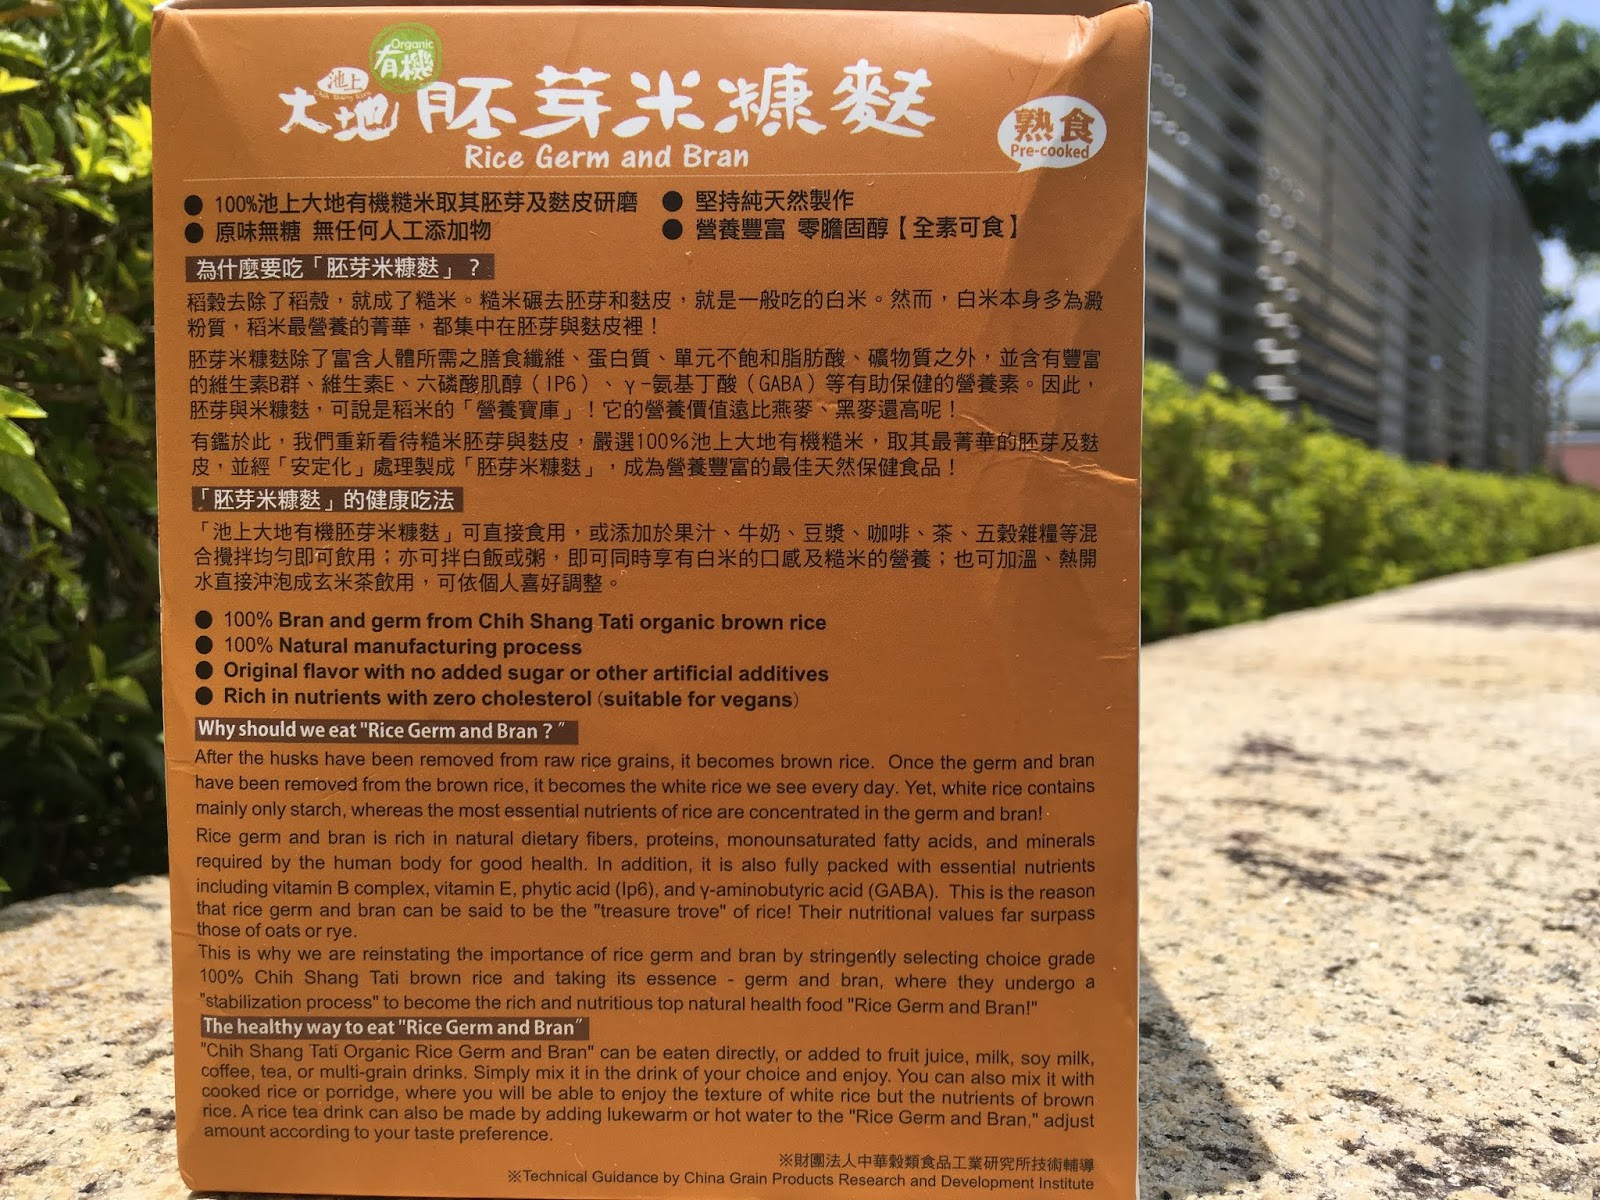 Organic
有機
池上
大地 胚芽米糠麩
熟食
Rice Germ and Bran
Pre-cooked
● 100%池上大地有機糙米取其胚芽及麩皮研磨 ● 堅持純天然製作
● 原味無糖 無任何人工添加物 ● 營養豐富 零膽固醇【全素可食】
為什麼要吃「胚芽米糠麩」？
稻穀去除了稻殼，就成了糙米。糙米碾去胚芽和麩皮，就是一般吃的白米。然而，白米本身多為澱
粉質，稻米最營養的菁華，都集中在胚芽與麩皮裡！
胚芽米糠麩除了富含人體所需之膳食纖維、蛋白質、單元不飽和脂肪酸、礦物質之外，並含有豐富
的維生素B群、維生素E、六磷酸肌醇（IP6）、γ-氨基丁酸（GABA）等有助保健的營養素。因此，
胚芽與米糠麩，可說是稻米的「營養寶庫」！它的營養價值遠比燕麥、黑麥還高呢！
有鑑於此，我們重新看待糙米胚芽與麩皮，嚴選100%池上大地有機糙米，取其最菁華的胚芽及麩
皮，並經「安定化」處理製成「胚芽米糠麩」，成為營養豐富的最佳天然保健食品！
「胚芽米糠麩」的健康吃法
「池上大地有機胚芽米糠麩」可直接食用，或添加於果汁、牛奶、豆漿、咖啡、茶、五穀雜糧等混
合攪拌均勻即可飲用；亦可拌白飯或粥，即可同時享有白米的口感及糙米的營養；也可加溫、熱開
水直接沖泡成玄米茶飲用，可依個人喜好調整。
● 100% Bran and germ from Chih Shang Tati organic brown rice
● 100% Natural manufacturing process
● Original flavor with no added sugar or other artificial additives
● Rich in nutrients with zero cholesterol (suitable for vegans)
Why should we eat "Rice Germ and Bran？"
After the husks have been removed from raw rice grains, it becomes brown rice. Once the germ and bran
have been removed from the brown rice, it becomes the white rice we see every day. Yet, white rice contains
mainly only starch, whereas the most essential nutrients of rice are concentrated in the germ and bran!
Rice germ and bran is rich in natural dietary fibers, proteins, monounsaturated fatty acids, and minerals
required by the human body for good health. In addition, it is also fully packed with essential nutrients
including vitamin B complex, vitamin E, phytic acid (Ip6), and γ-aminobutyric acid (GABA). This is the reason
that rice germ and bran can be said to be the "treasure trove" of rice! Their nutritional values far surpass
those of oats or rye.
This is why we are reinstating the importance of rice germ and bran by stringently selecting choice grade
100% Chih Shang Tati brown rice and taking its essence - germ and bran, where they undergo a
"stabilization process" to become the rich and nutritious top natural health food "Rice Germ and Bran!"
The healthy way to eat "Rice Germ and Bran"
"Chih Shang Tati Organic Rice Germ and Bran" can be eaten directly, or added to fruit juice, milk, soy milk,
coffee, tea, or multi-grain drinks. Simply mix it in the drink of your choice and enjoy. You can also mix it with
cooked rice or porridge, where you will be able to enjoy the texture of white rice but the nutrients of brown
rice. A rice tea drink can also be made by adding lukewarm or hot water to the "Rice Germ and Bran," adjust
amount according to your taste preference.
※財團法人中華穀類食品工業研究所技術輔導
※Technical Guidance by China Grain Products Research and Development Institute